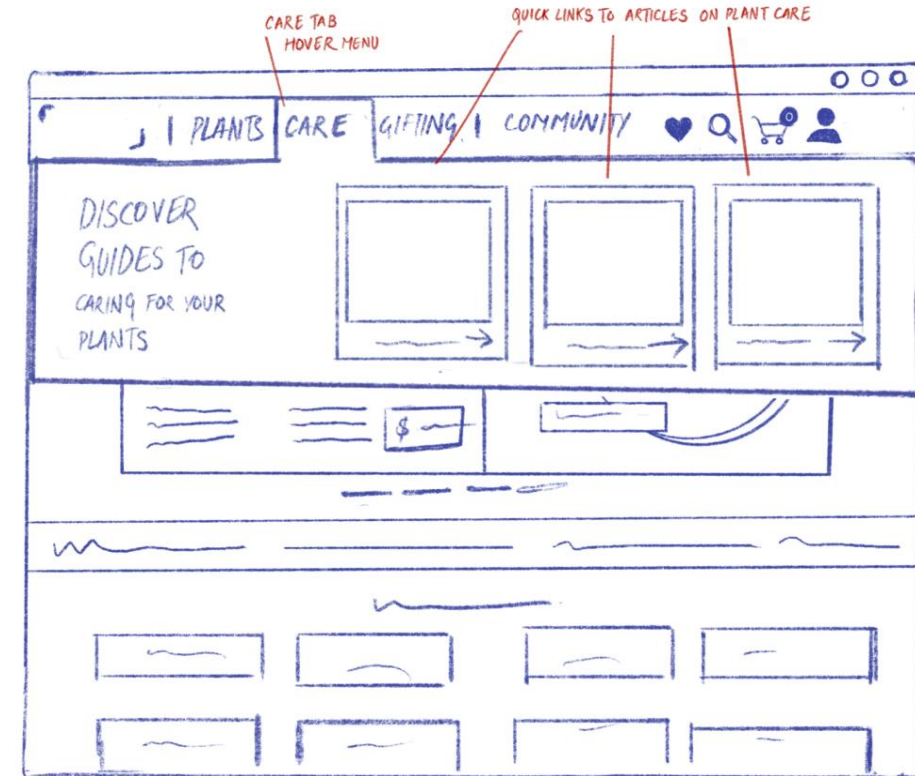 CARE TAB
HOVER MENU
QUICK LINKS TO ARTICLES ON PLANT CARE
| PLANTS CARE GIFTING | COMMUNITY 0
DISCOVER
GUIDES TO
CARING FOR YOUR
PLANTS
$